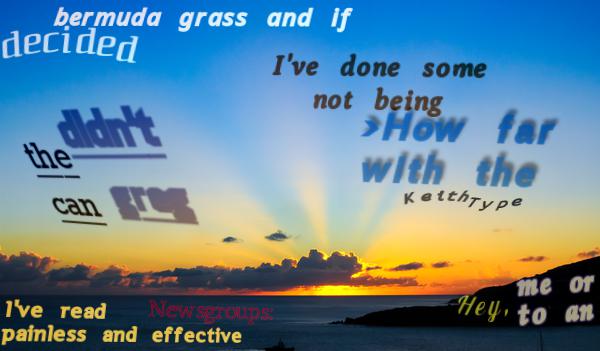 bermuda grass and if
decided
I've done some
not being
didn't
>How far
with the
the
KeithType
can
me or
to an
Hey,
I've read
painless and effective
Newsgroups: